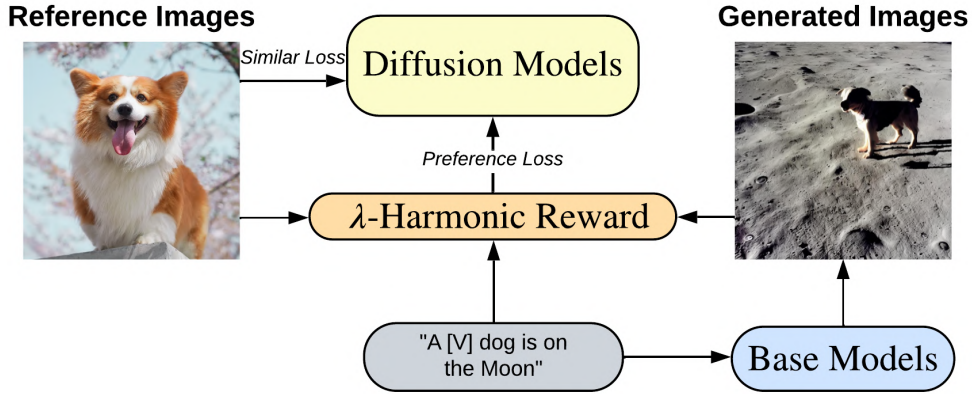 Reference Images
Generated Images
Similar Loss
Diffusion Models
Preference Loss
λ-Harmonic Reward
"A [V] dog is on
the Moon"
Base Models